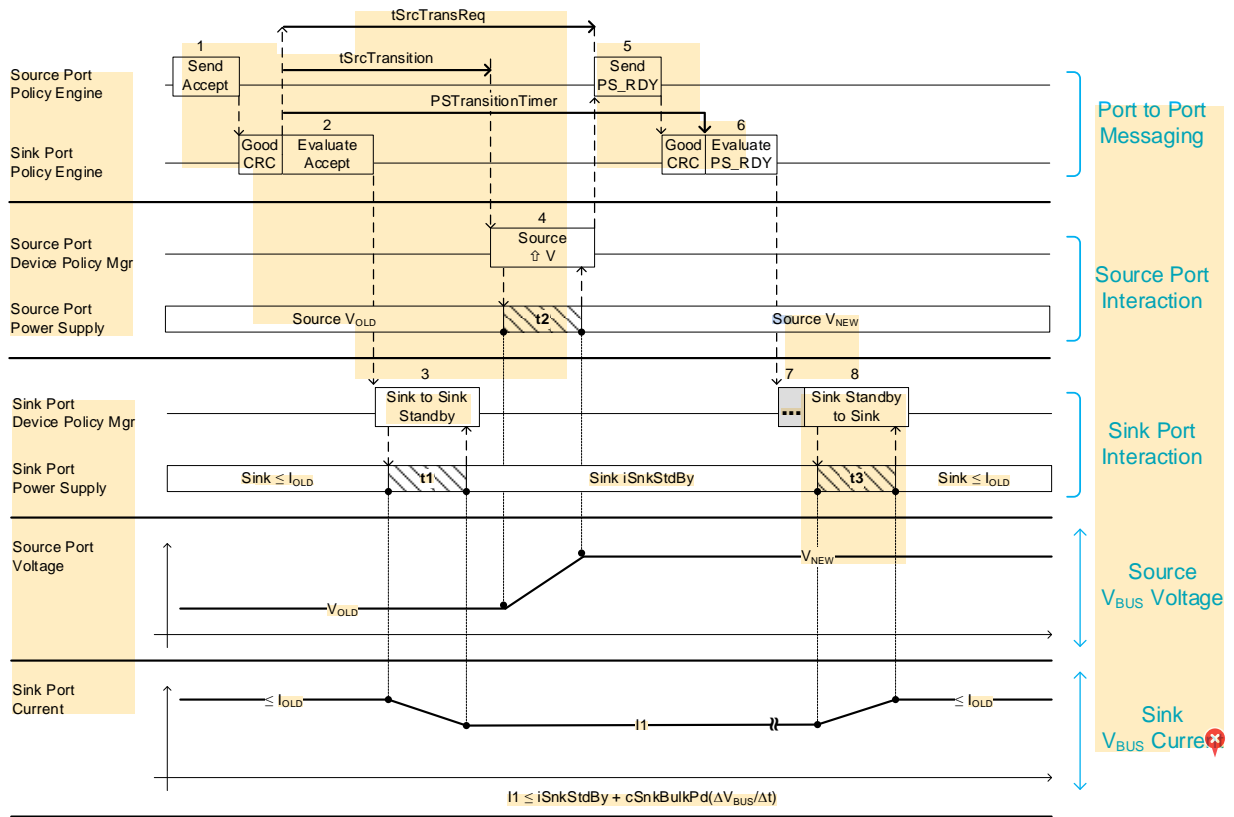 tSrcTransReq
1
5
Send
Accept
tSrcTransition
Send
PS_RDY
Source Port
Policy Engine
Port to Port
Messaging
PSTransitionTimer
2
6
Good
CRC
Evaluate
Accept
Good
CRC
Evaluate
PS_RDY
Sink Port
Policy Engine
4
Source Port
Device Policy Mgr
Source
⇧ V
Source Port
Interaction
Source Port
Power Supply
Source VOLD
t2
Source VNEW
3
7
8
Sink Port
Device Policy Mgr
Sink to Sink
Standby
...
Sink Standby
to Sink
Sink Port
Interaction
Sink Port
Power Supply
Sink ≤ IOLD
t1
Sink iSnkStdBy
t3
Sink ≤ IOLD
Source Port
Voltage
VNEW
VOLD
Source
VBUS Voltage
Sink Port
Current
≤ IOLD
I1
≤ IOLD
Sink
VBUS Curre
I1 ≤ iSnkStdBy + cSnkBulkPd(ΔVBUS/Δt)